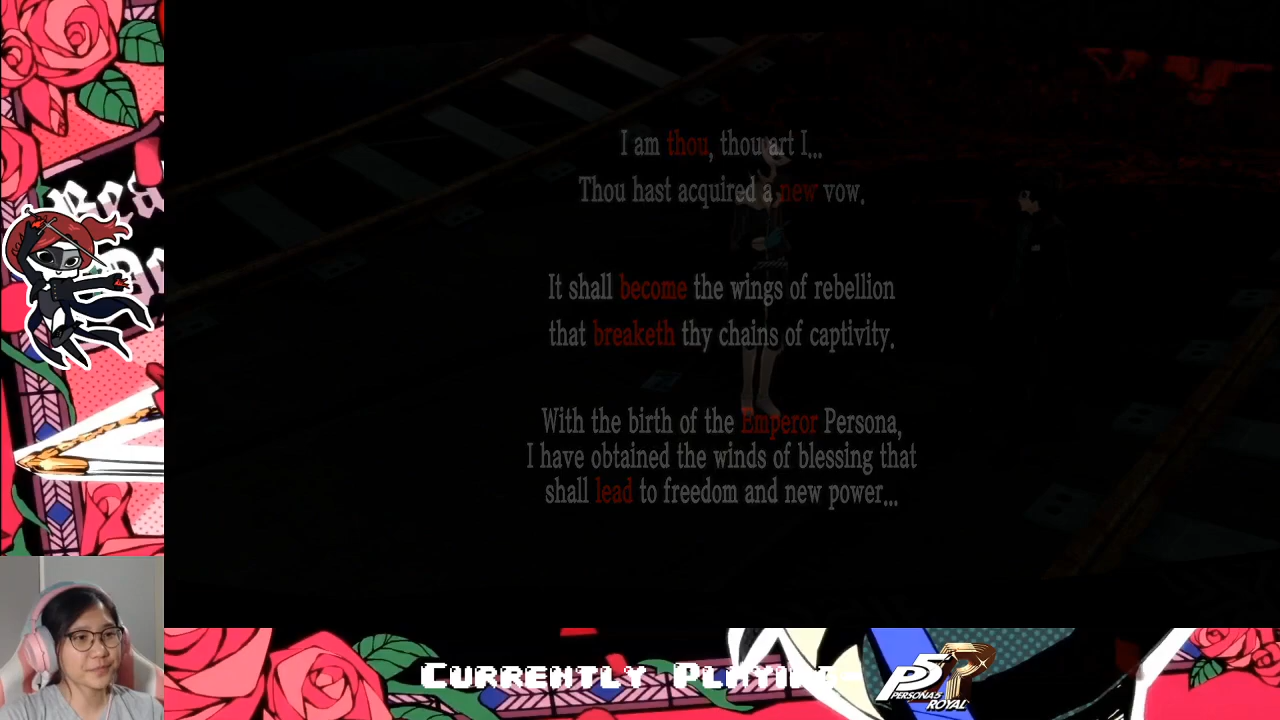 I am thou, thou art I...
Thou hast acquired a new vow.
It shall become the wings of rebellion
that breaketh thy chains of captivity.
With the birth of the Emperor Persona,
I have obtained the winds of blessing that
shall lead to freedom and new power...
Currently Playing-
P5R
PERSONA5
ROYAL